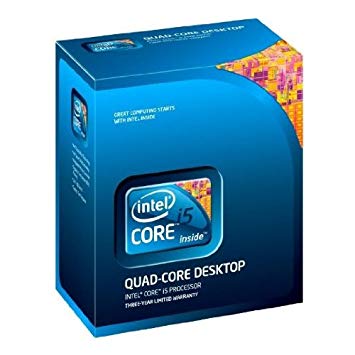 QUAD-CORE DESKTOP
GREAT COMPUTING STARTS
WITH INTEL INSIDE
intel
CORE i5
inside™
QUAD-CORE DESKTOP
INTEL® CORE™ i5 PROCESSOR
THREE-YEAR LIMITED WARRANTY